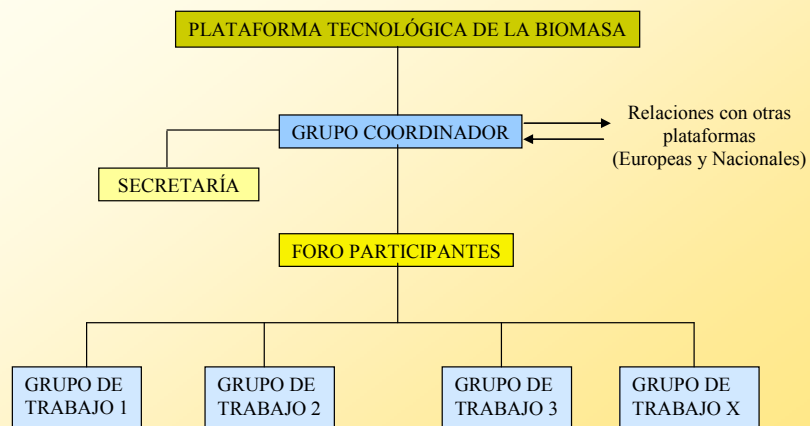 PLATAFORMA TECNOLÓGICA DE LA BIOMASA
GRUPO COORDINADOR
Relaciones con otras
plataformas
(Europeas y Nacionales)
SECRETARÍA
FORO PARTICIPANTES
GRUPO DE
TRABAJO 1
GRUPO DE
TRABAJO 2
GRUPO DE
TRABAJO 3
GRUPO DE
TRABAJO X